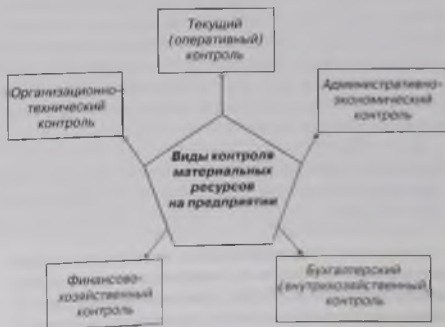 Текущий
(оперативный)
контроль
Организационно-
технический
контроль
Административно-
экономический
контроль
Виды контроля
материальных
ресурсов
на предприятии
Финансово-
хозяйственный
контроль
Бухгалтерский
(внутрихозяйственный)
контроль